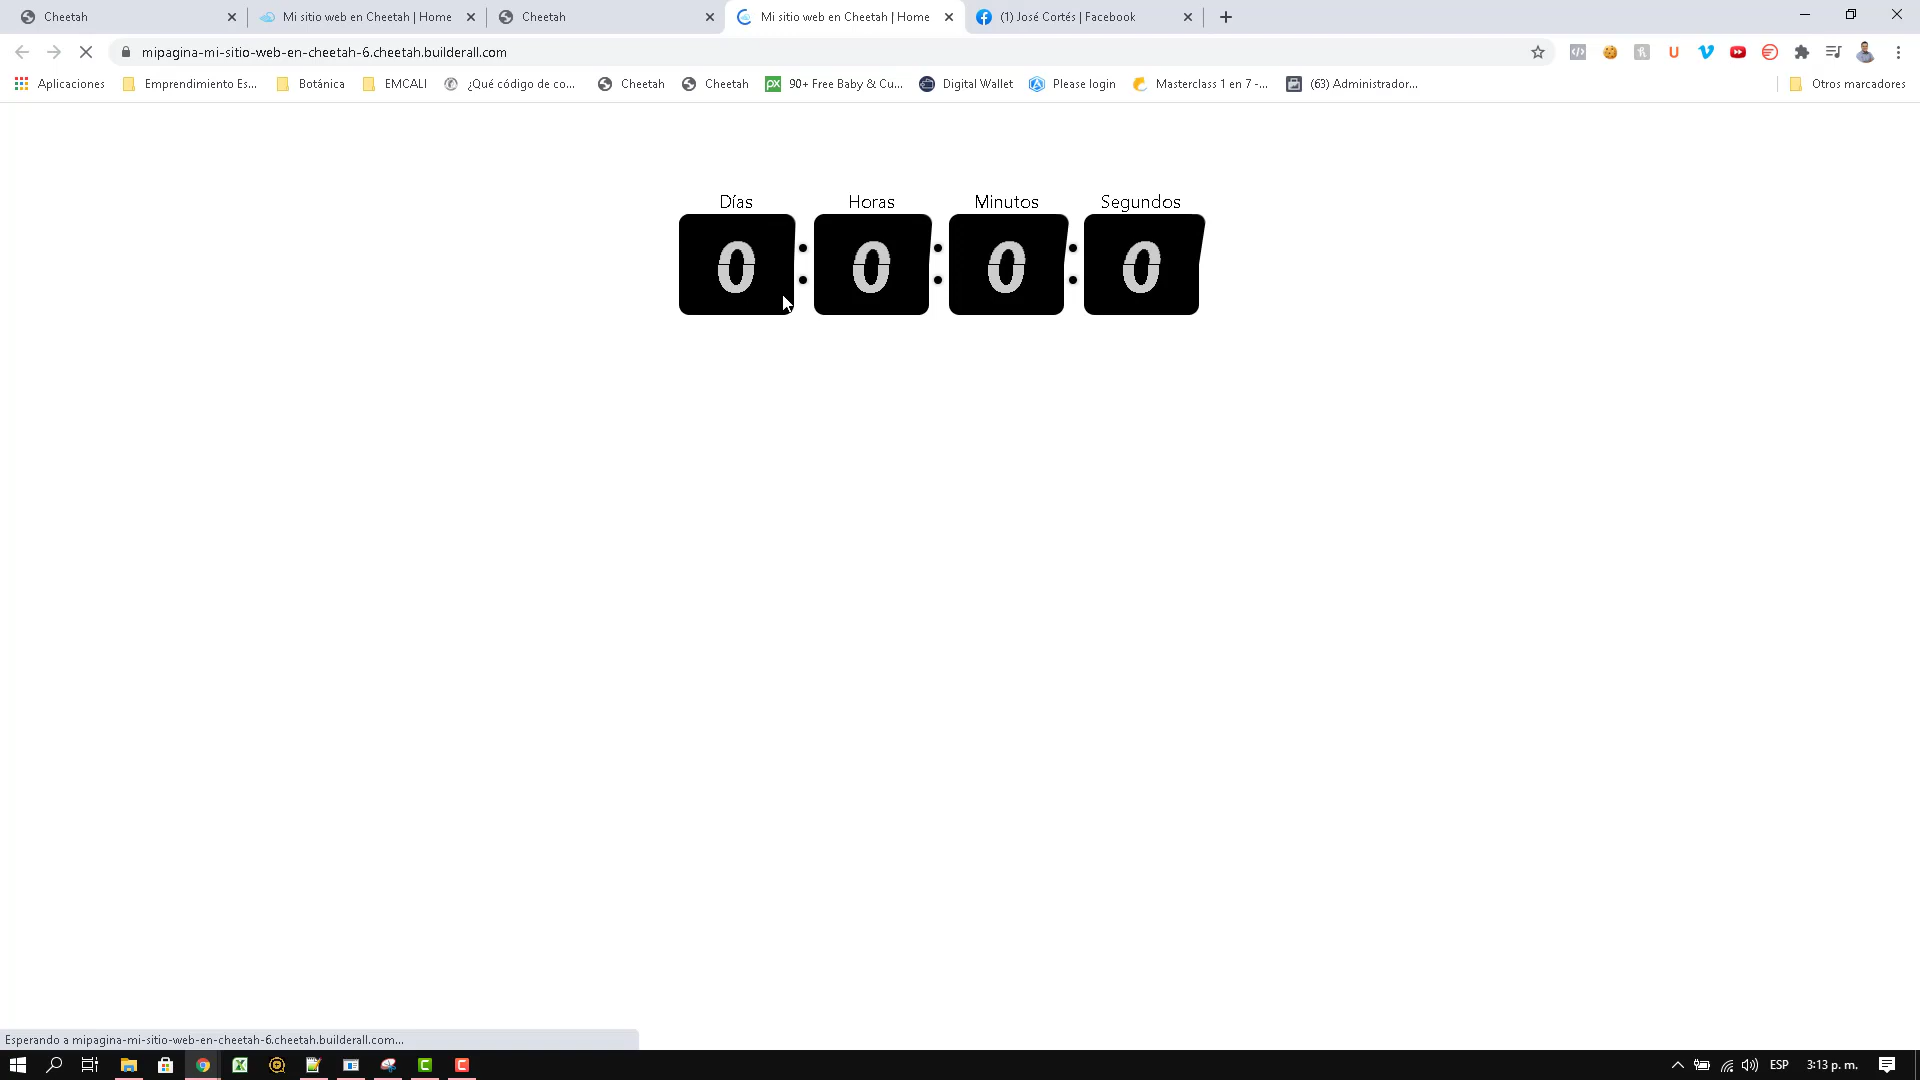 Cheetah
Mi sitio web en Cheetah | Home
Cheetah
Mi sitio web en Cheetah | Home
(1) José Cortés | Facebook
mipagina-mi-sitio-web-en-cheetah-6.cheetah.builderall.com
Aplicaciones
Emprendimiento Es...
Botánica
EMCALI
¿Qué código de co...
Cheetah
Cheetah
px
90+ Free Baby & Cu...
Digital Wallet
Please login
Masterclass 1 en 7 -...
(63) Administrador...
Otros marcadores
Días Horas Minutos Segundos
0 : 0 : 0 : 0
Esperando a mipagina-mi-sitio-web-en-cheetah-6.cheetah.builderall.com...
ESP
3:13 p. m.